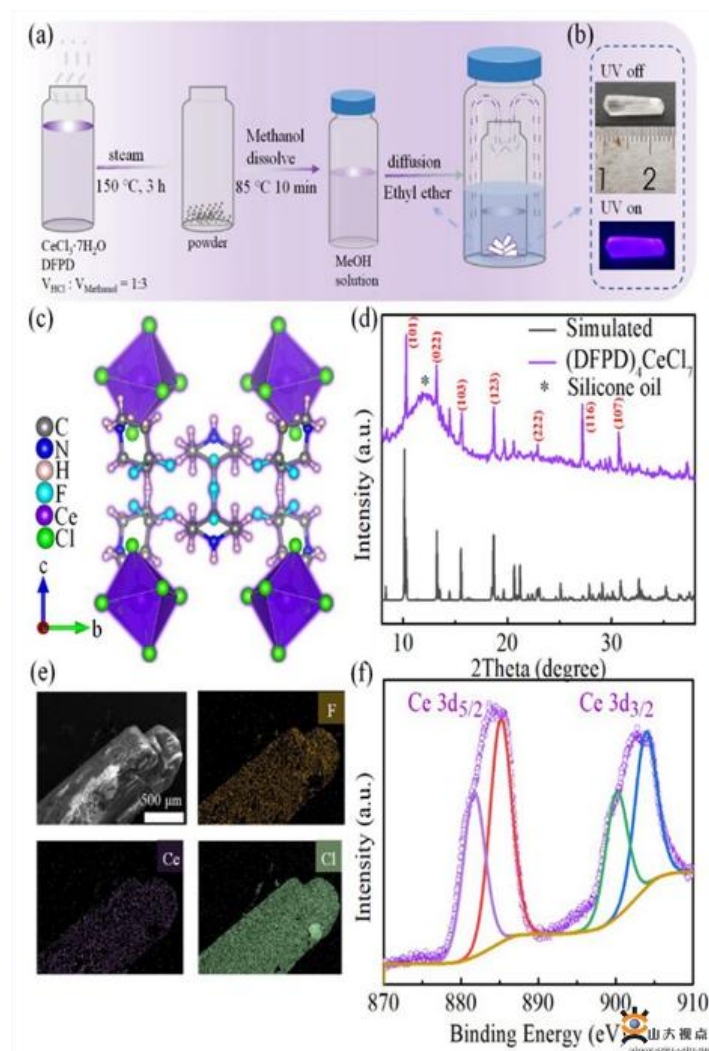 (a)
steam
150 °C, 3 h
CeCl3·7H2O
DFPD
VHCl : VMethanol = 1:3
powder
Methanol
dissolve
85 °C 10 min
MeOH
solution
diffusion
Ethyl ether
(b)
UV off
1 2
UV on
(c)
C
N
H
F
Ce
Cl
c
b
(d)
Intensity (a.u.)
Simulated
(DFPD)4CeCl7
* Silicone oil
*
(101)
(022)
(103)
(123)
(222)
(116)
(107)
10 20 30
2Theta (degree)
(e)
500 μm
F
Ce
Cl
(f)
Intensity (a.u.)
Ce 3d5/2
Ce 3d3/2
870 880 890 900 910
Binding Energy (eV)
山大视点